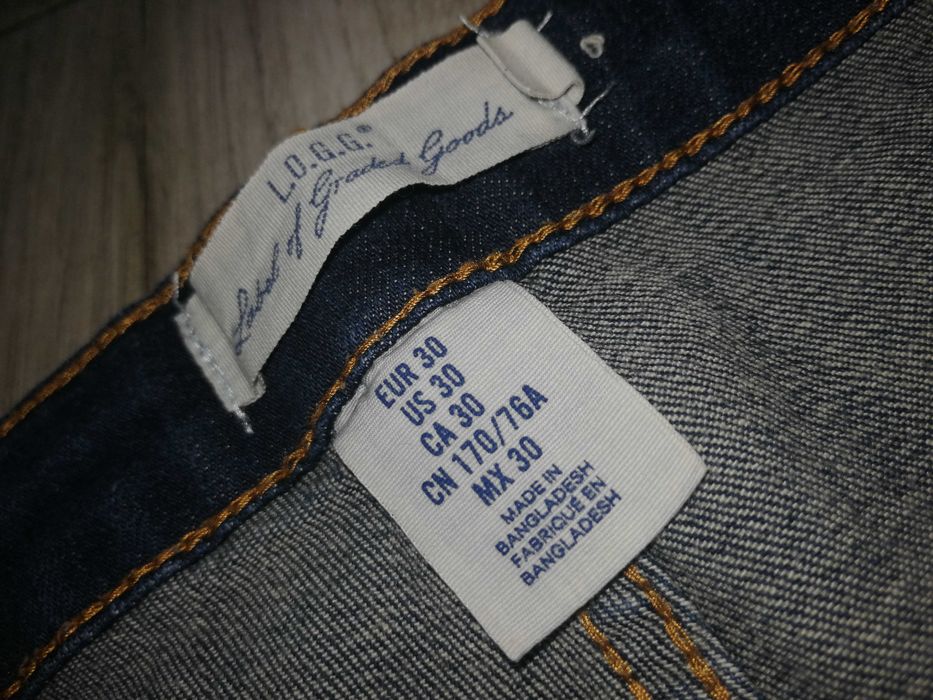 L.O.G.G.®
Label of Graded Goods
EUR 30
US 30
CA 30
CN 170/76A
MX 30
MADE IN
BANGLADESH
FABRIQUÉ EN
BANGLADESH